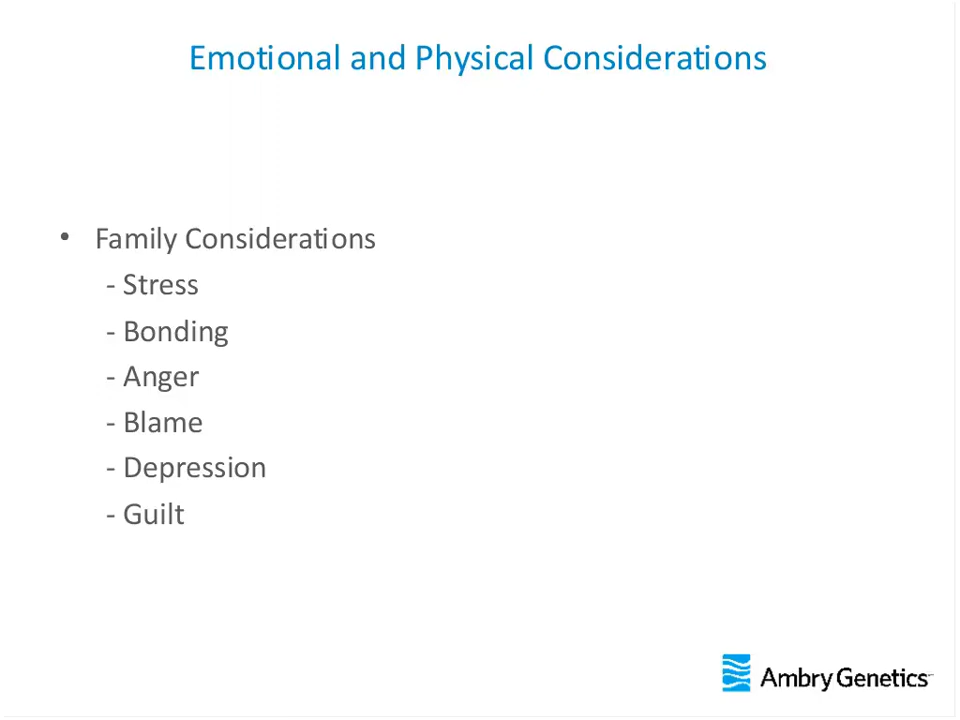 Emotional and Physical Considerations
• Family Considerations
- Stress
- Bonding
- Anger
- Blame
- Depression
- Guilt
Ambry Genetics